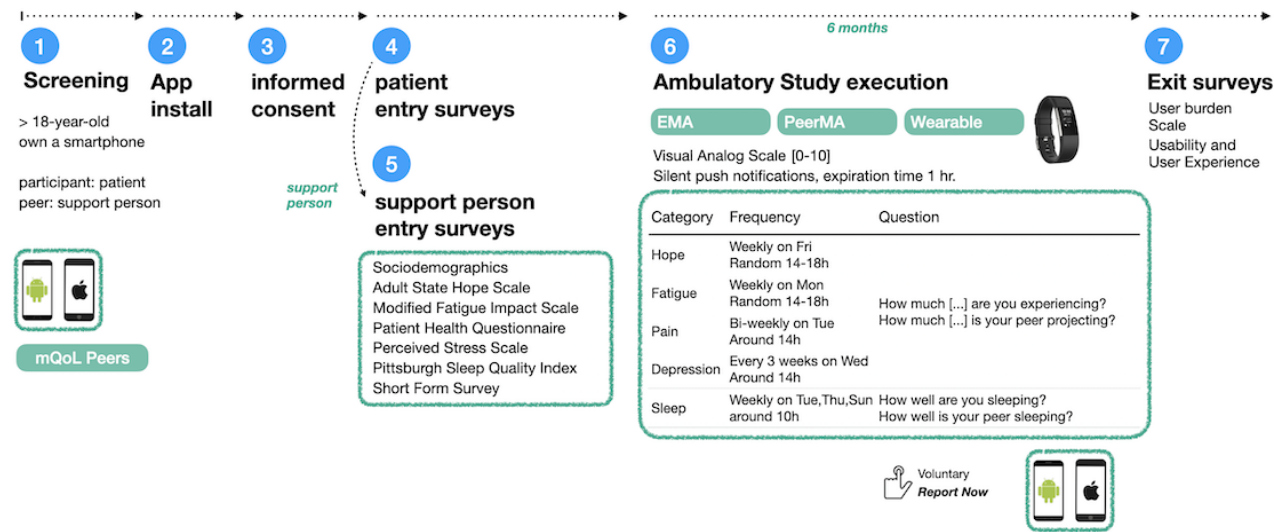 6 months
1
Screening
> 18-year-old
own a smartphone
participant: patient
peer: support person
mQoL Peers
2
App
install
3
informed
consent
support
person
4
patient
entry surveys
5
support person
entry surveys
Sociodemographics
Adult State Hope Scale
Modified Fatigue Impact Scale
Patient Health Questionnaire
Perceived Stress Scale
Pittsburgh Sleep Quality Index
Short Form Survey
6
Ambulatory Study execution
EMA PeerMA Wearable
Visual Analog Scale [0-10]
Silent push notifications, expiration time 1 hr.
Category Frequency Question
Hope
Weekly on Fri
Random 14-18h
Fatigue
Weekly on Mon
Random 14-18h
Pain
Bi-weekly on Tue
Around 14h
Depression
Every 3 weeks on Wed
Around 14h
How much [...] are you experiencing?
How much [...] is your peer projecting?
Sleep
Weekly on Tue,Thu,Sun
around 10h
How well are you sleeping?
How well is your peer sleeping?
Voluntary
Report Now
7
Exit surveys
User burden
Scale
Usability and
User Experience